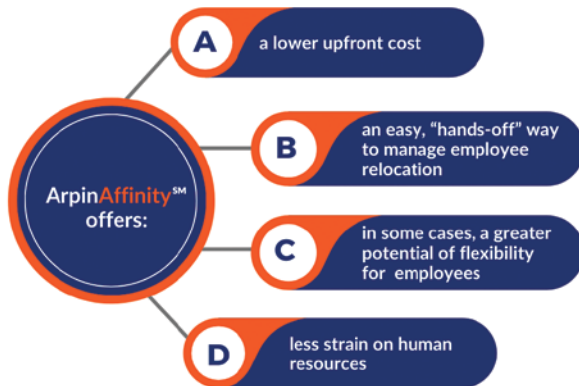 A
a lower upfront cost
B
an easy, “hands-off” way
to manage employee
relocation
ArpinAffinity℠
offers:
C
in some cases, a greater
potential of flexibility
for employees
D
less strain on human
resources